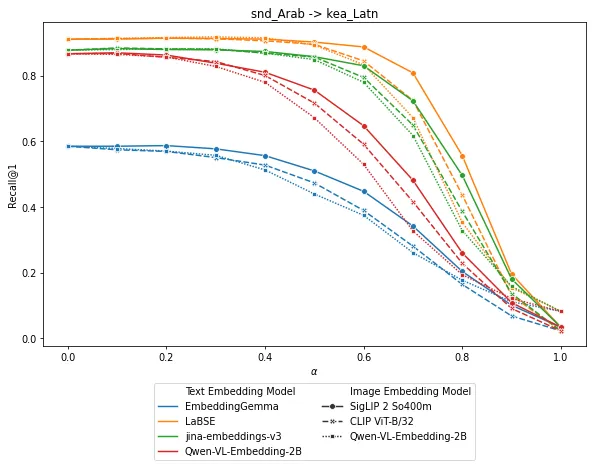 snd_Arab -> kea_Latn
Recall@1
0.8
0.6
0.4
0.2
0.0
0.0 0.2 0.4 0.6 0.8 1.0
α
Text Embedding Model Image Embedding Model
EmbeddingGemma SigLIP 2 So400m
LaBSE CLIP ViT-B/32
jina-embeddings-v3 Qwen-VL-Embedding-2B
Qwen-VL-Embedding-2B